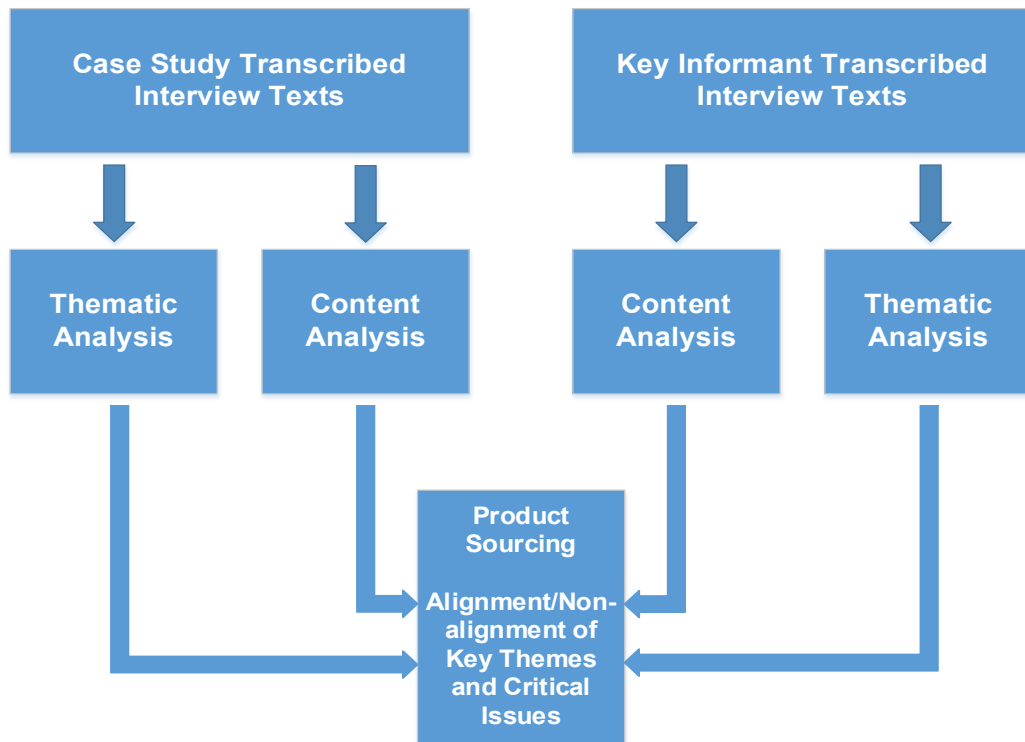 Case Study Transcribed
Interview Texts
Key Informant Transcribed
Interview Texts
Thematic
Analysis
Content
Analysis
Content
Analysis
Thematic
Analysis
Product
Sourcing
Alignment/Non-
alignment of
Key Themes
and Critical
Issues